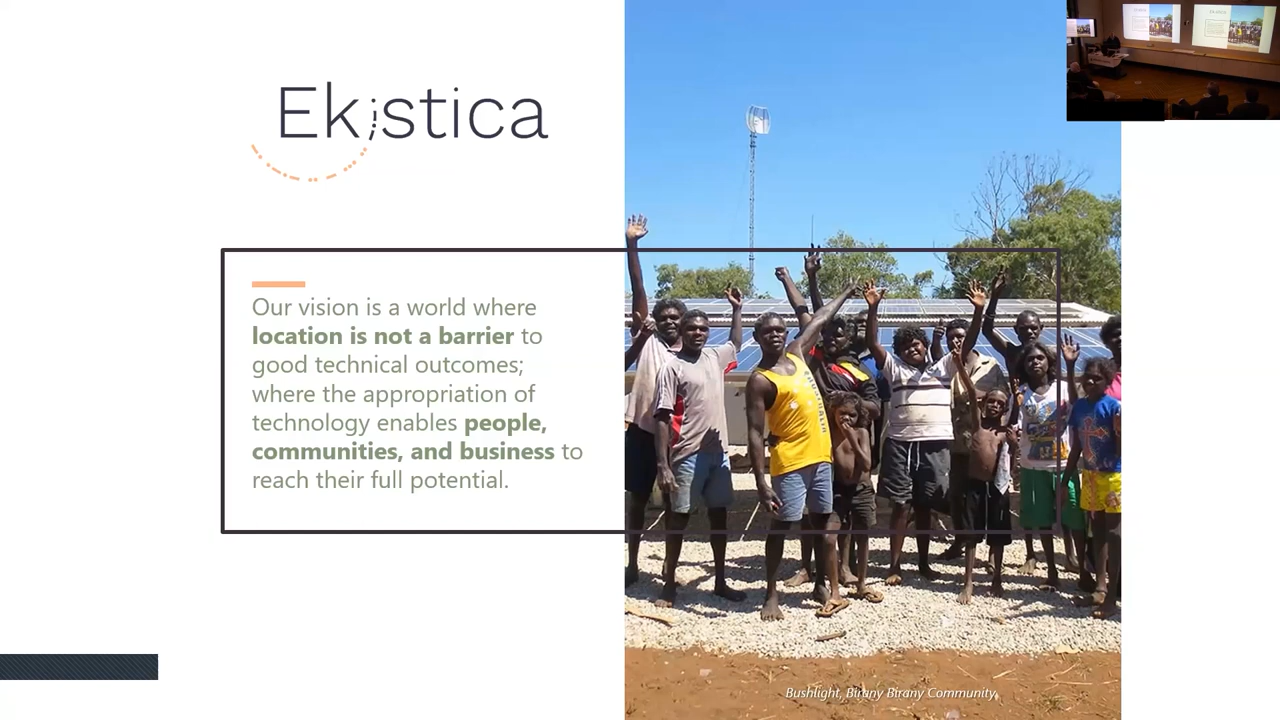 Ekistica
Our vision is a world where
location is not a barrier to
good technical outcomes;
where the appropriation of
technology enables people,
communities, and business to
reach their full potential.
AUSTRALIA
Bushlight, Birany Birany Community